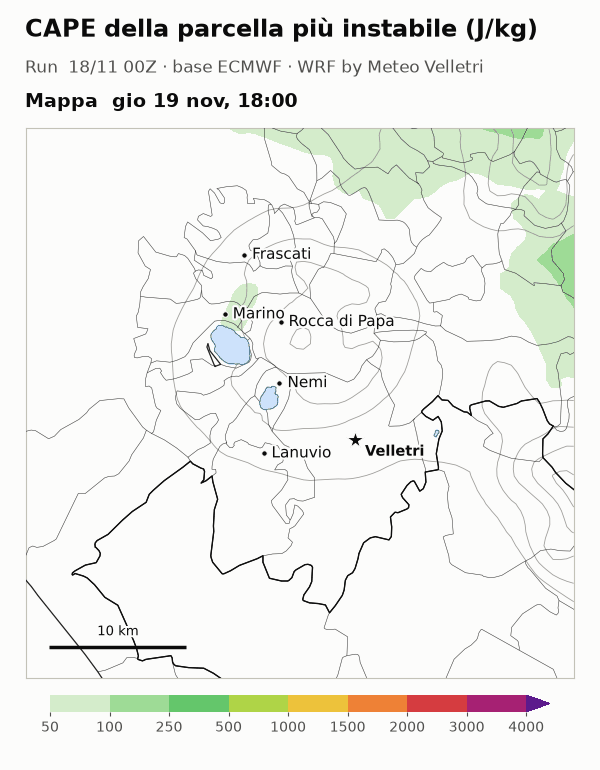 CAPE della parcella più instabile (J/kg)
Run  18/11 00Z · base ECMWF · WRF by Meteo Velletri
Mappa  gio 19 nov, 18:00
Frascati
Marino
Rocca di Papa
Nemi
Lanuvio
Velletri
10 km
50 100 250 500 1000 1500 2000 3000 4000